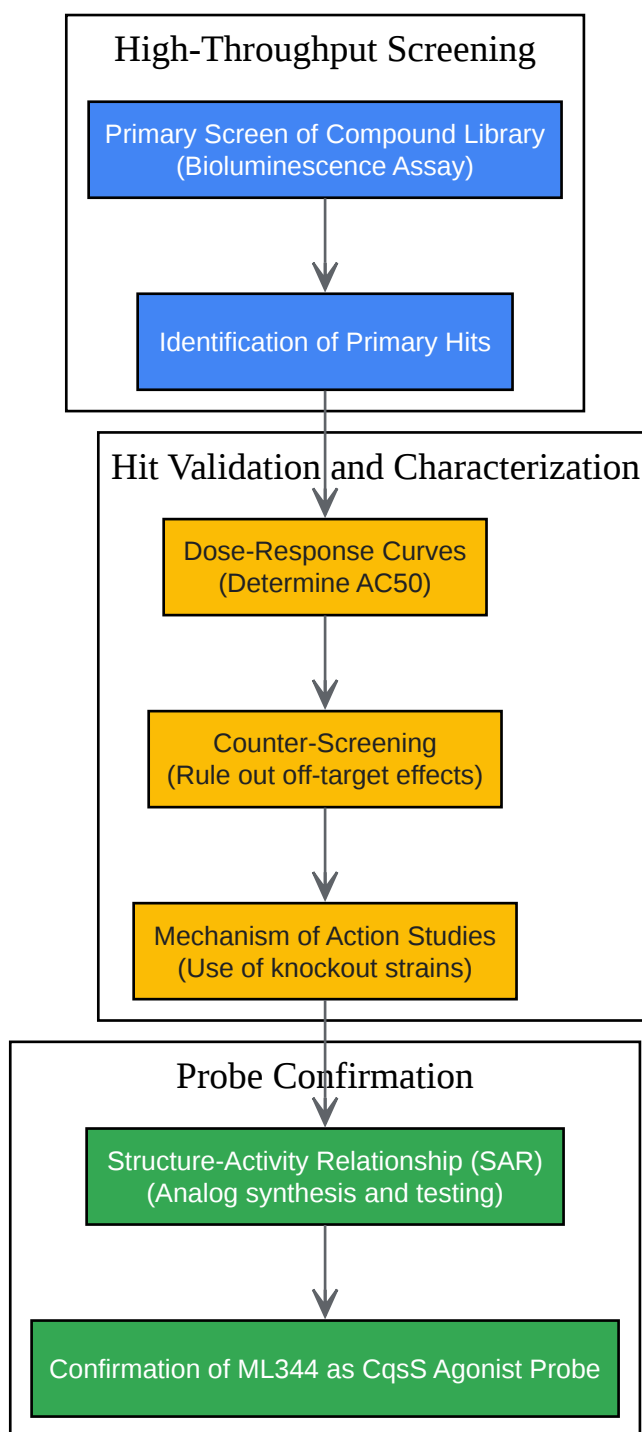 High-Throughput Screening
Primary Screen of Compound Library
(Bioluminescence Assay)
Identification of Primary Hits
Hit Validation and Characterization
Dose-Response Curves
(Determine AC50)
Counter-Screening
(Rule out off-target effects)
Mechanism of Action Studies
(Use of knockout strains)
Probe Confirmation
Structure-Activity Relationship (SAR)
(Analog synthesis and testing)
Confirmation of ML344 as CqsS Agonist Probe